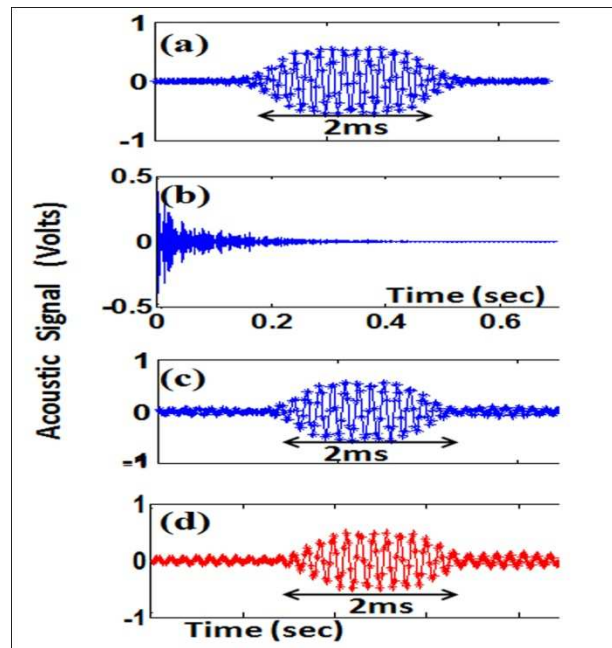 Acoustic Signal (Volts)
1
(a)
0
2ms
-1
0.5
(b)
0
Time (sec)
-0.5
0
0.2
0.4
0.6
1
(c)
0
2ms
-1
1
(d)
0
2ms
-1
Time (sec)